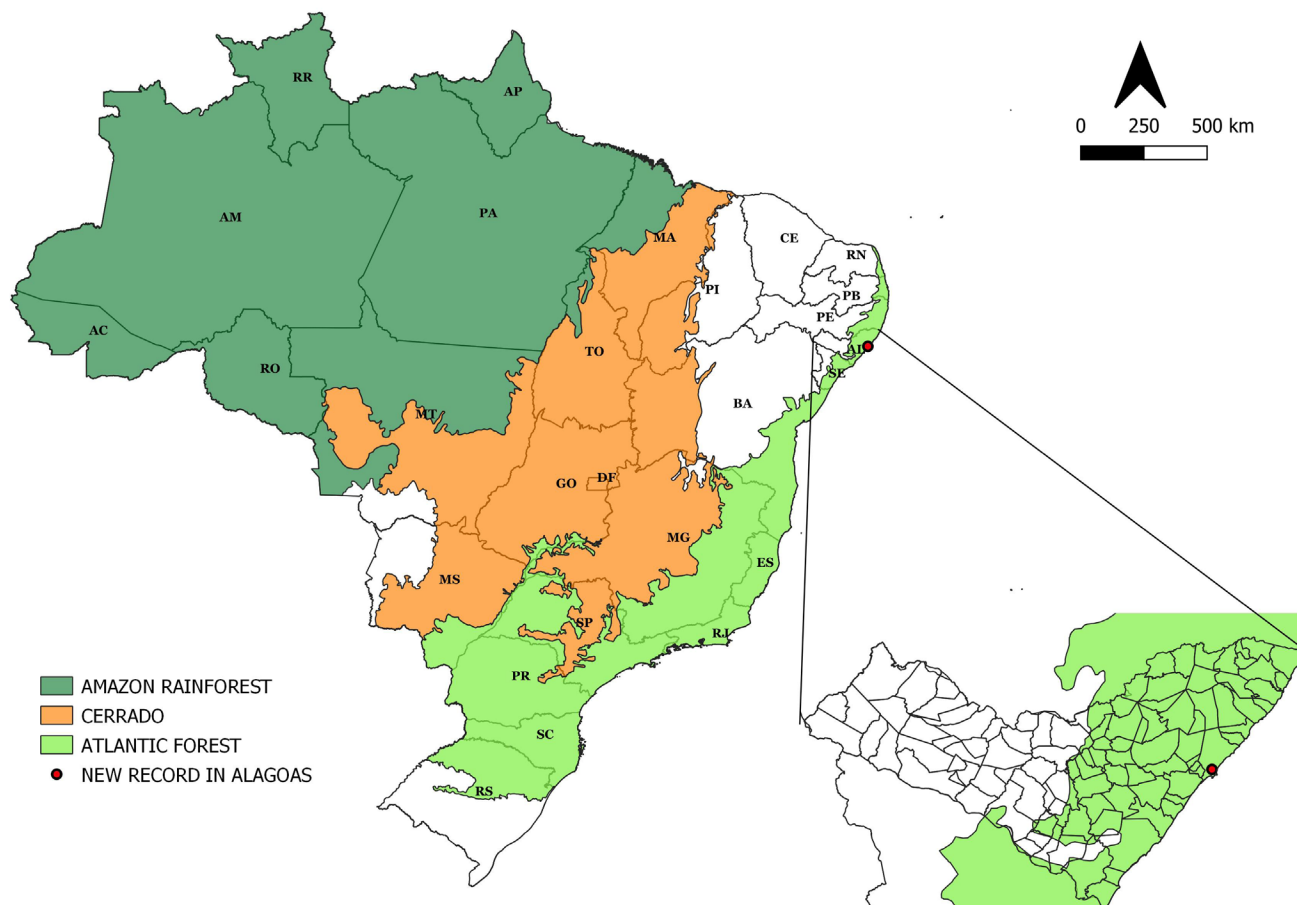 RR
AP
0 250 500 km
AM
PA
MA
CE
RN
PI
PB
PE
AC
TO
AL
RO
SE
MT
BA
GO
DF
MG
ES
MS
SP
RJ
PR
AMAZON RAINFOREST
CERRADO
SC
ATLANTIC FOREST
NEW RECORD IN ALAGOAS
RS